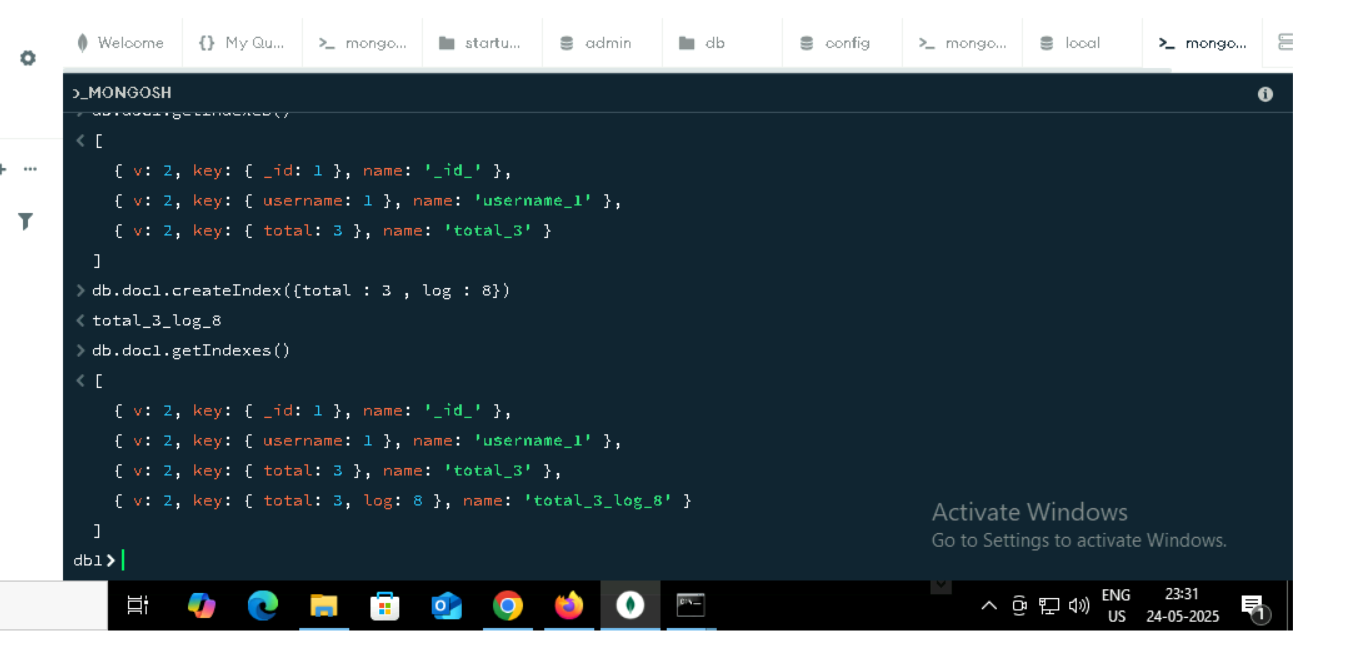 Welcome {} My Qu... >_ mongo... startu... admin db config >_ mongo... local >_ mongo...
>_MONGOSH
> db.doc1.getIndexes()
< [
{ v: 2, key: { _id: 1 }, name: '_id_' },
{ v: 2, key: { username: 1 }, name: 'username_1' },
{ v: 2, key: { total: 3 }, name: 'total_3' }
]
> db.doc1.createIndex({total : 3 , log : 8})
< total_3_log_8
> db.doc1.getIndexes()
< [
{ v: 2, key: { _id: 1 }, name: '_id_' },
{ v: 2, key: { username: 1 }, name: 'username_1' },
{ v: 2, key: { total: 3 }, name: 'total_3' },
{ v: 2, key: { total: 3, log: 8 }, name: 'total_3_log_8' }
]
db1>
Activate Windows
Go to Settings to activate Windows.
ENG 23:31
US 24-05-2025 1